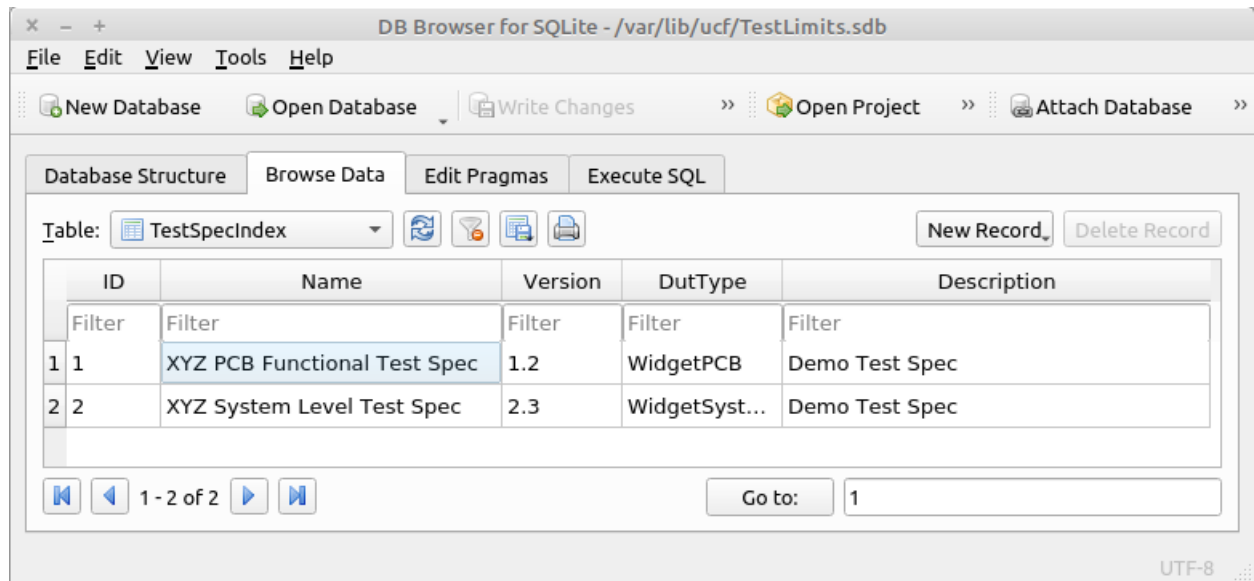 DB Browser for SQLite - /var/lib/ucf/TestLimits.sdb
File Edit View Tools Help
New Database Open Database Write Changes » Open Project » Attach Database »
Database Structure Browse Data Edit Pragmas Execute SQL
Table: TestSpecIndex New Record Delete Record
ID Name Version DutType Description
Filter Filter Filter Filter Filter
1 1 XYZ PCB Functional Test Spec 1.2 WidgetPCB Demo Test Spec
2 2 XYZ System Level Test Spec 2.3 WidgetSyst... Demo Test Spec
1 - 2 of 2 Go to: 1
UTF-8